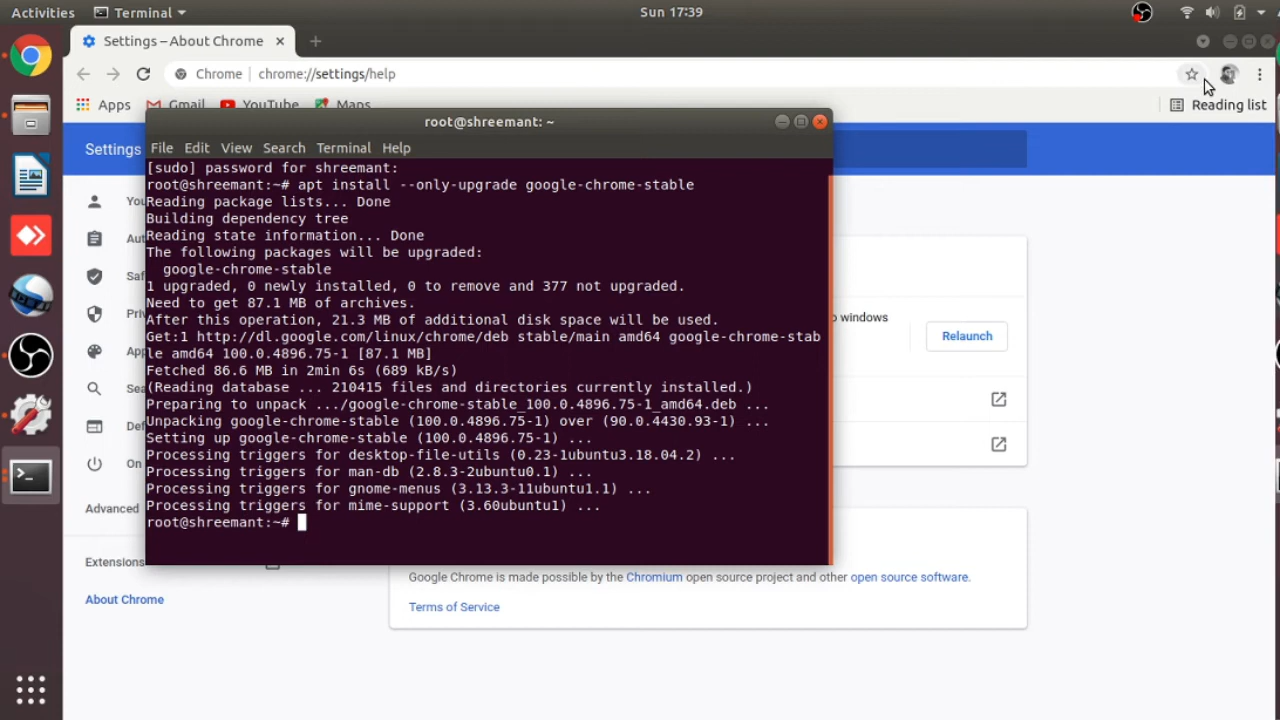 Activities
Terminal
Sun 17:39
Settings – About Chrome
Chrome
chrome://settings/help
Apps
Gmail
YouTube
Maps
Reading list
Settings
root@shreemant: ~
File Edit View Search Terminal Help
[sudo] password for shreemant:
root@shreemant:~# apt install --only-upgrade google-chrome-stable
Reading package lists... Done
Building dependency tree
Reading state information... Done
The following packages will be upgraded:
google-chrome-stable
1 upgraded, 0 newly installed, 0 to remove and 377 not upgraded.
Need to get 87.1 MB of archives.
After this operation, 21.3 MB of additional disk space will be used.
Get:1 http://dl.google.com/linux/chrome/deb stable/main amd64 google-chrome-stab
le amd64 100.0.4896.75-1 [87.1 MB]
Fetched 86.6 MB in 2min 6s (689 kB/s)
(Reading database ... 210415 files and directories currently installed.)
Preparing to unpack .../google-chrome-stable_100.0.4896.75-1_amd64.deb ...
Unpacking google-chrome-stable (100.0.4896.75-1) over (90.0.4430.93-1) ...
Setting up google-chrome-stable (100.0.4896.75-1) ...
Processing triggers for desktop-file-utils (0.23-1ubuntu3.18.04.2) ...
Processing triggers for man-db (2.8.3-2ubuntu0.1) ...
Processing triggers for gnome-menus (3.13.3-11ubuntu1.1) ...
Processing triggers for mime-support (3.60ubuntu1) ...
root@shreemant:~#
You
Aut
Saf
Pri
App
Sea
Def
On
Advanced
Extensions
About Chrome
windows
Relaunch
Google Chrome is made possible by the Chromium open source project and other open source software.
Terms of Service